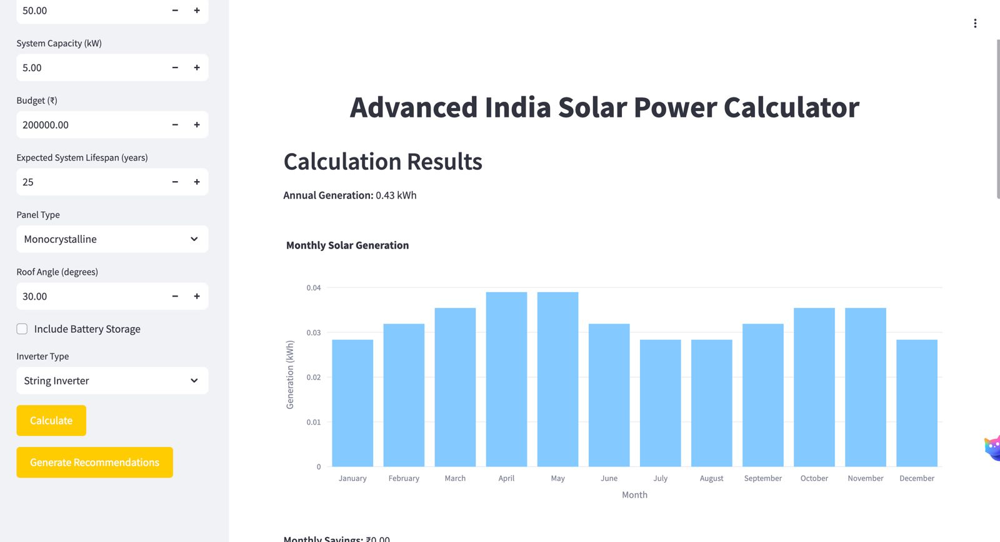 50.00
System Capacity (kW)
5.00
Budget (₹)
200000.00
Expected System Lifespan (years)
25
Panel Type
Monocrystalline
Roof Angle (degrees)
30.00
Include Battery Storage
Inverter Type
String Inverter
Calculate
Generate Recommendations
Advanced India Solar Power Calculator
Calculation Results
Annual Generation: 0.43 kWh
Monthly Solar Generation
0.04
0.03
0.02
0.01
0
Generation (kWh)
January February March April May June July August September October November December
Month
Monthly Savings: ₹0.00